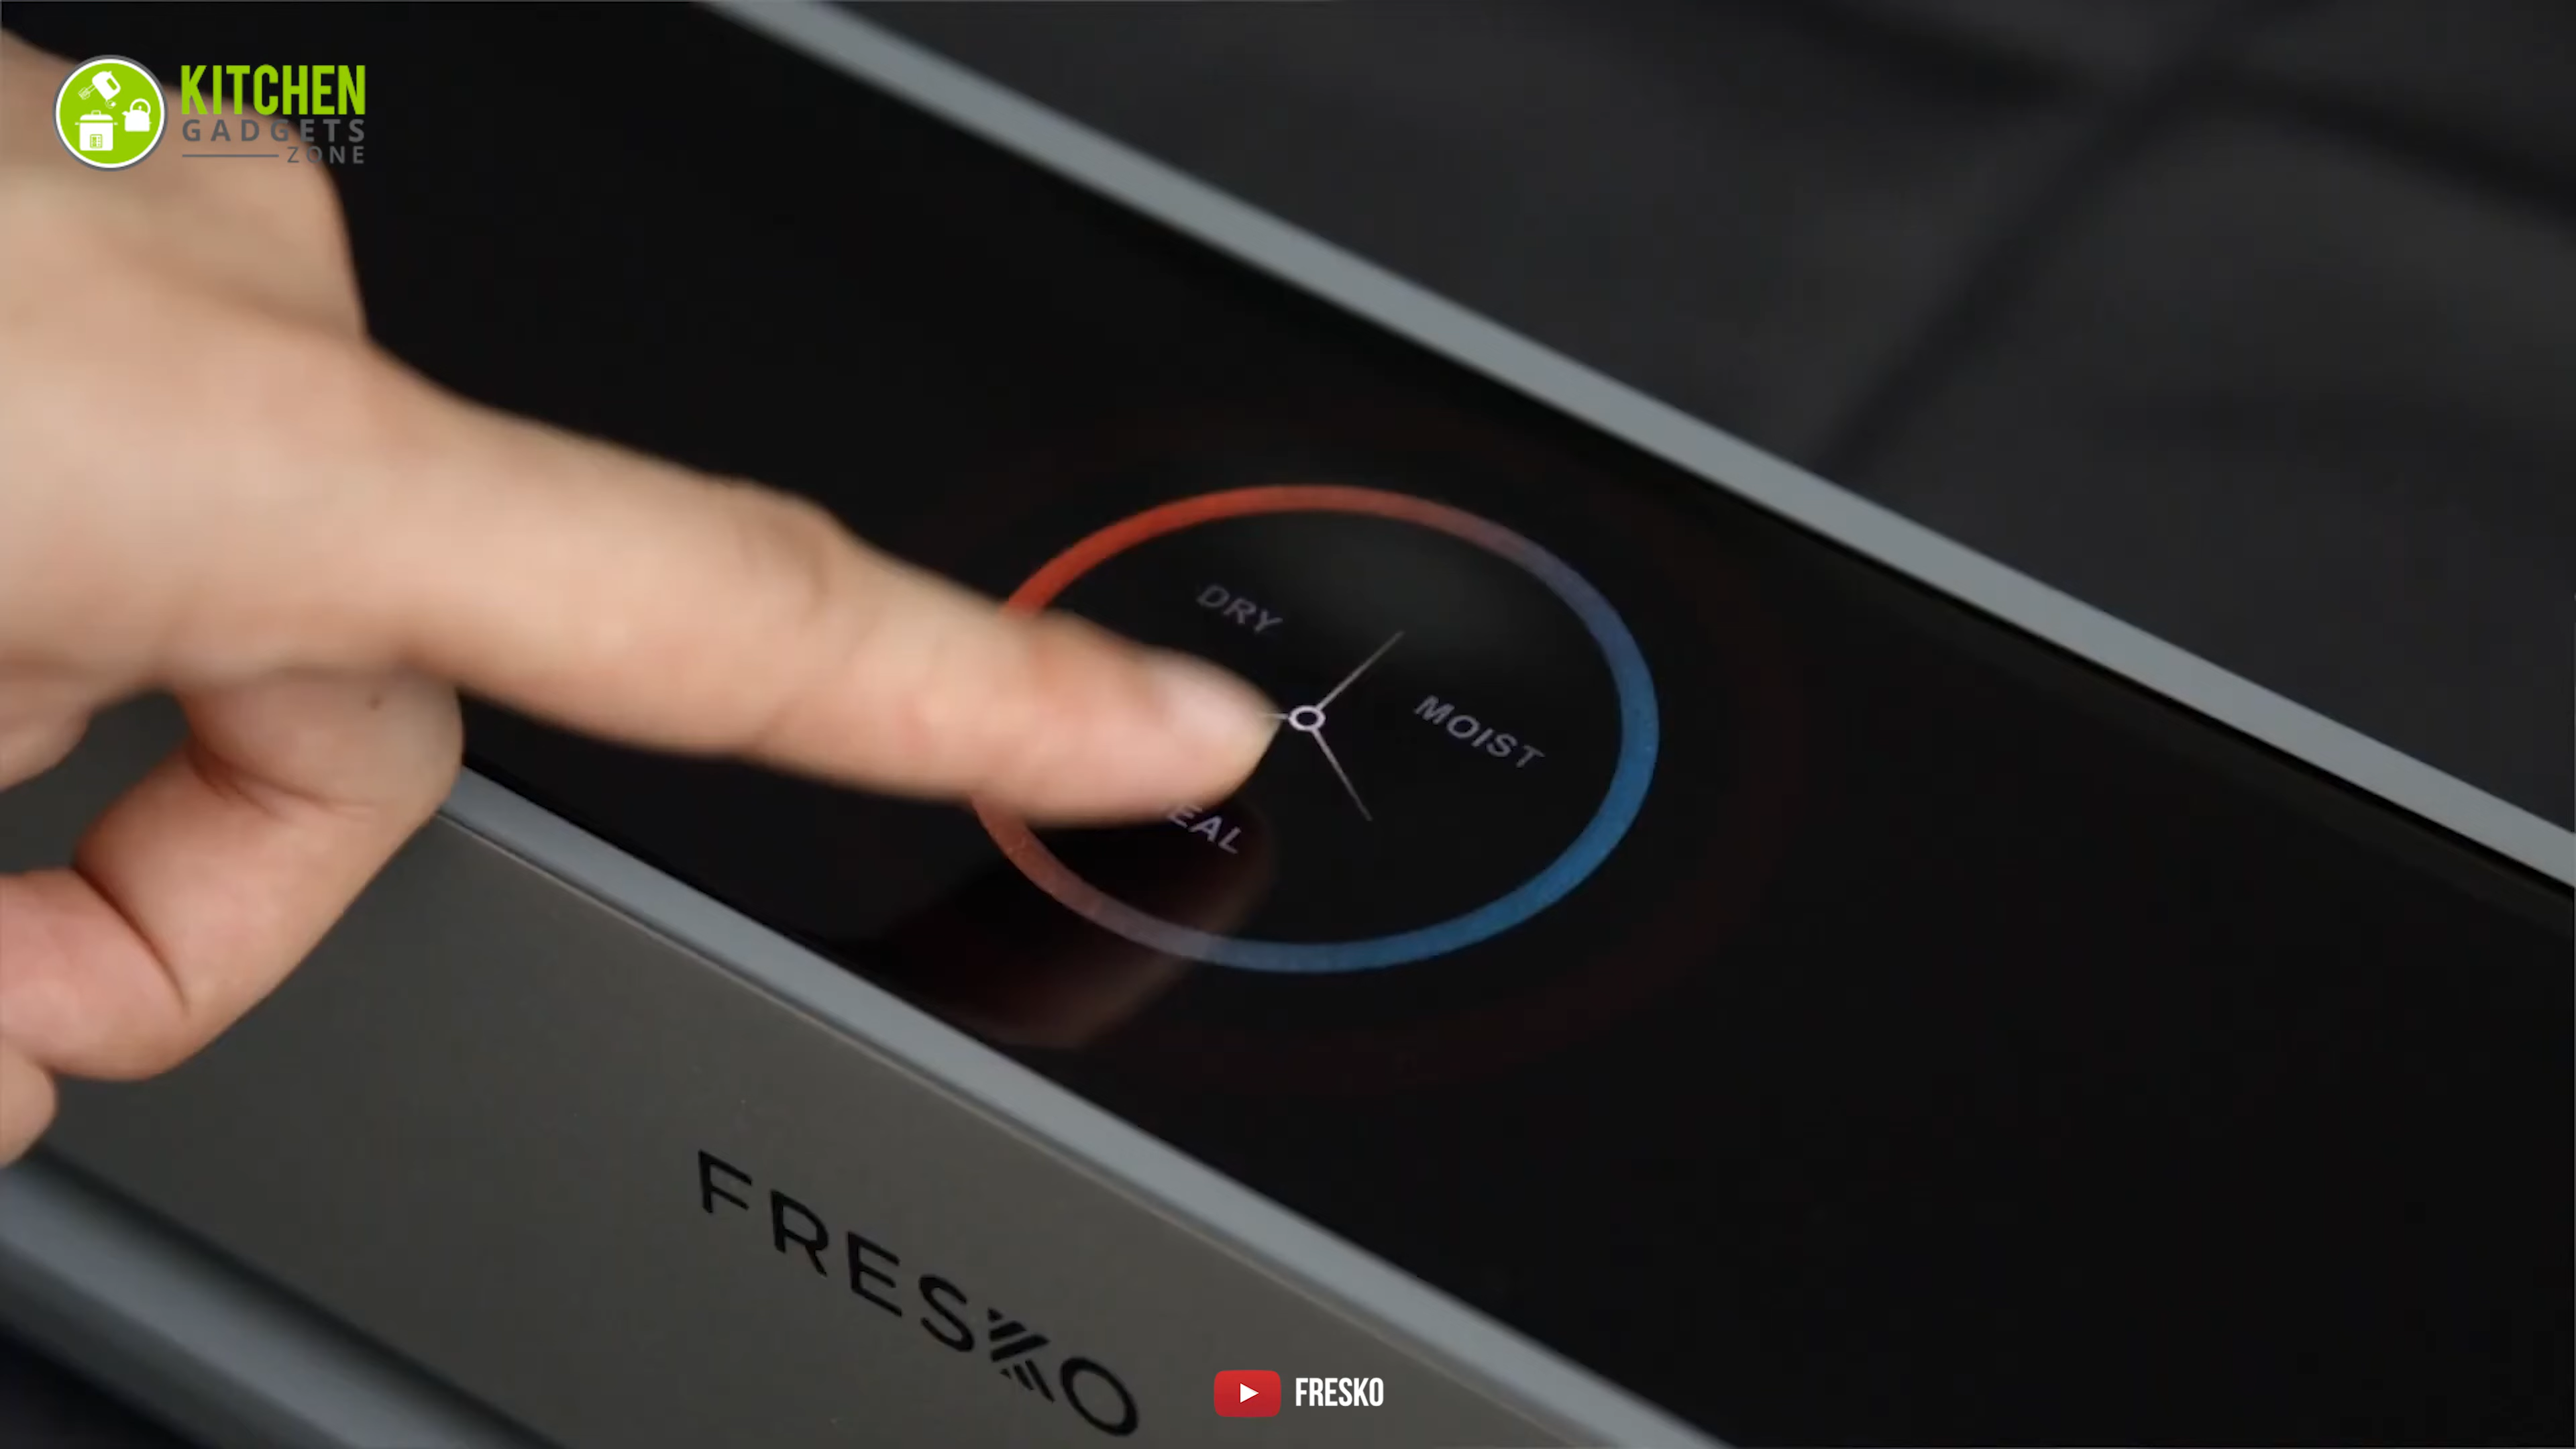 KITCHEN
GADGETS
ZONE
DRY
MOIST
EAL
FRESKO
FRESKO